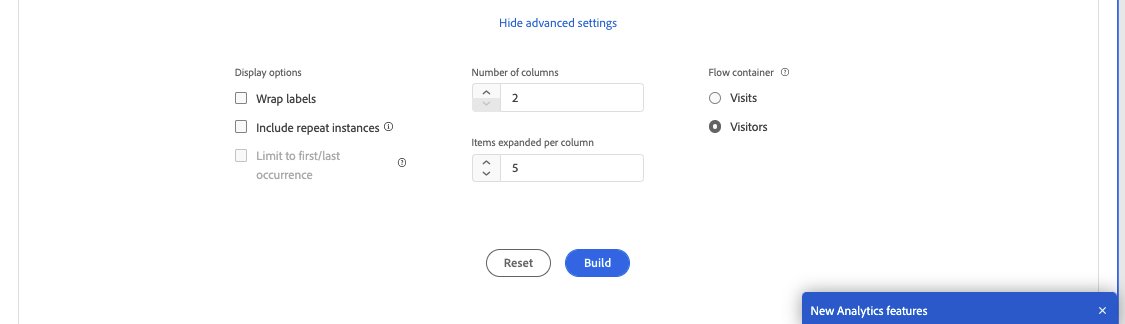 Hide advanced settings
Display options
Wrap labels
Include repeat instances
Limit to first/last
occurrence
Number of columns
2
Items expanded per column
5
Flow container
Visits
Visitors
Reset
Build
New Analytics features